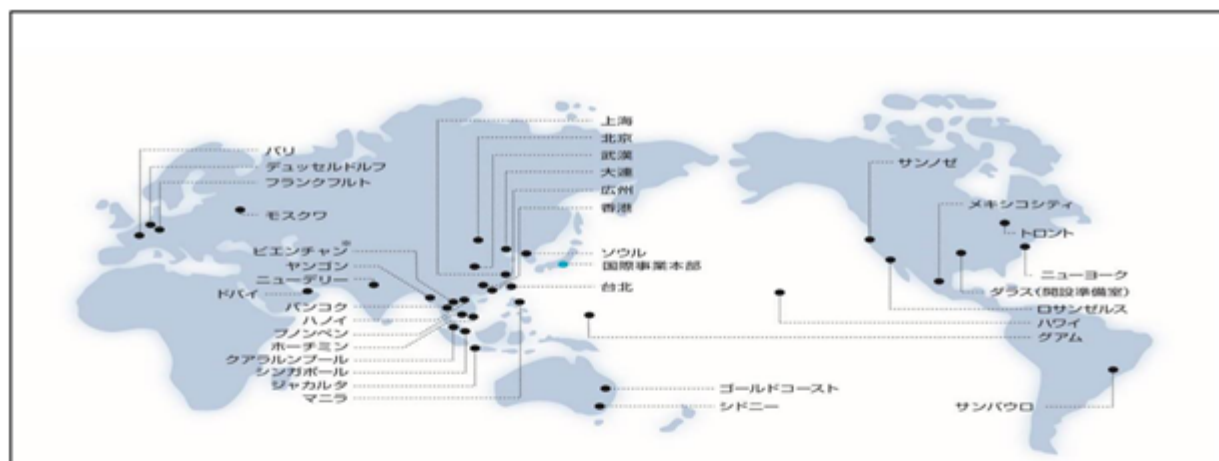 パリ
デュッセルドルフ
フランクフルト
モスクワ
ビエンチャン※
ヤンゴン
ニューデリー
ドバイ
バンコク
ハノイ
プノンペン
ホーチミン
クアラルンプール
シンガポール
ジャカルタ
マニラ
上海
北京
武漢
大連
広州
香港
ソウル
国際事業本部
台北
サンノゼ
メキシコシティ
トロント
ニューヨーク
ダラス(開設準備室)
ロサンゼルス
ハワイ
グアム
ゴールドコースト
シドニー
サンパウロ